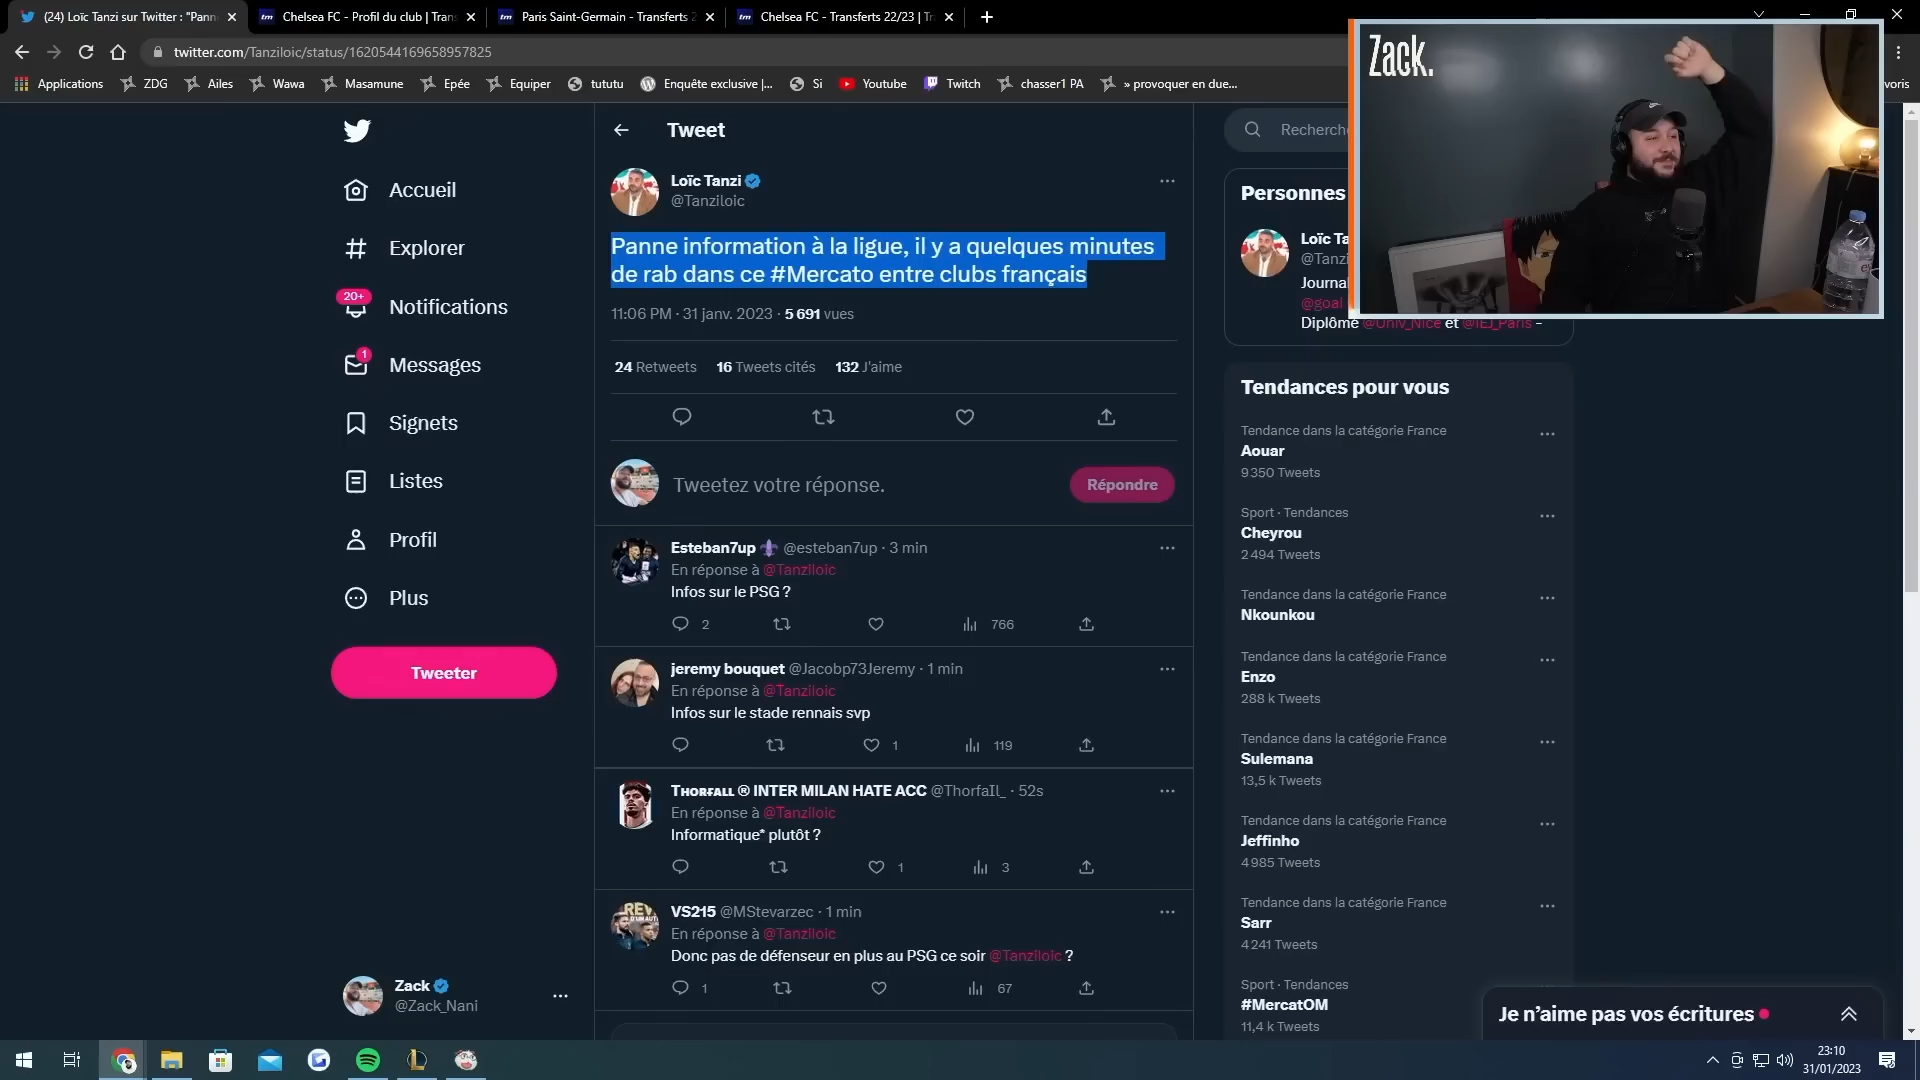 (24) Loïc Tanzi sur Twitter : "Pann
Chelsea FC - Profil du club | Trans
Paris Saint-Germain - Transferts 2
Chelsea FC - Transferts 22/23 | Tr
twitter.com/Tanziloic/status/1620544169658957825
Applications
ZDG
Ailes
Wawa
Masamune
Epée
Equiper
tututu
Enquête exclusive |...
Si
YouTube
Twitch
chasser1 PA
» provoquer en due...
voris
Zack.
Accueil
Explorer
20+
Notifications
1
Messages
Signets
Listes
Profil
Plus
Tweeter
Zack
@Zack_Nani
Tweet
Loïc Tanzi
@Tanziloic
Panne information à la ligue, il y a quelques minutes
de rab dans ce #Mercato entre clubs français
11:06 PM · 31 janv. 2023 · 5 691 vues
24 Retweets 16 Tweets cités 132 J'aime
Tweetez votre réponse.
Répondre
Esteban7up @esteban7up · 3 min
En réponse à @Tanziloic
Infos sur le PSG ?
2 766
jeremy bouquet @Jacobp73Jeremy · 1 min
En réponse à @Tanziloic
Infos sur le stade rennais svp
1 119
Thorfall ® INTER MILAN HATE ACC @ThorfaIl_ · 52s
En réponse à @Tanziloic
Informatique* plutôt ?
1 3
VS215 @MStevarzec · 1 min
En réponse à @Tanziloic
Donc pas de défenseur en plus au PSG ce soir @Tanziloic ?
1 67
Recherch
Personnes
Loïc Ta
@Tanzi
Journal
@goal
Diplômé @Univ_Nice et @IEJ_Paris -
Tendances pour vous
Tendance dans la catégorie France
Aouar
9 350 Tweets
Sport · Tendances
Cheyrou
2 494 Tweets
Tendance dans la catégorie France
Nkounkou
Tendance dans la catégorie France
Enzo
288 k Tweets
Tendance dans la catégorie France
Sulemana
13,5 k Tweets
Tendance dans la catégorie France
Jeffinho
4 985 Tweets
Tendance dans la catégorie France
Sarr
4 241 Tweets
Sport · Tendances
#MercatOM
11,4 k Tweets
Je n'aime pas vos écritures
23:10
31/01/2023